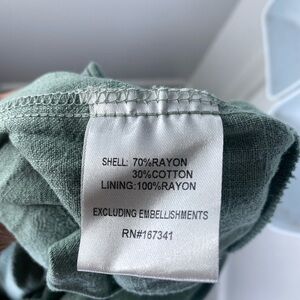 SHELL: 70%RAYON
30%COTTON
LINING:100%RAYON
EXCLUDING EMBELLISHMENTS
RN#167341